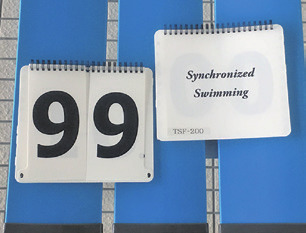 99
Synchronized
Swimming
TSF-200